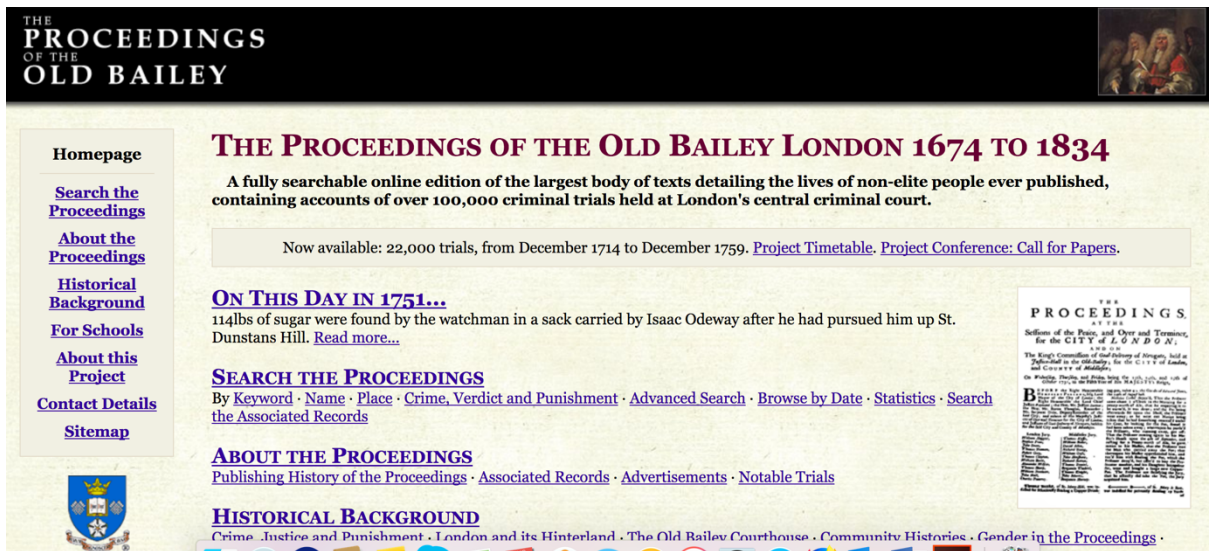 THE
PROCEEDINGS
OF THE
OLD BAILEY
Homepage
Search the
Proceedings
About the
Proceedings
Historical
Background
For Schools
About this
Project
Contact Details
Sitemap
THE PROCEEDINGS OF THE OLD BAILEY LONDON 1674 TO 1834
A fully searchable online edition of the largest body of texts detailing the lives of non-elite people ever published,
containing accounts of over 100,000 criminal trials held at London's central criminal court.
Now available: 22,000 trials, from December 1714 to December 1759. Project Timetable. Project Conference: Call for Papers.
ON THIS DAY IN 1751...
114lbs of sugar were found by the watchman in a sack carried by Isaac Odeway after he had pursued him up St.
Dunstans Hill. Read more...
SEARCH THE PROCEEDINGS
By Keyword · Name · Place · Crime, Verdict and Punishment · Advanced Search · Browse by Date · Statistics · Search
the Associated Records
ABOUT THE PROCEEDINGS
Publishing History of the Proceedings · Associated Records · Advertisements · Notable Trials
HISTORICAL BACKGROUND
Crime, Justice and Punishment · London and its Hinterland · The Old Bailey Courthouse · Community Histories · Gender in the Proceedings ·
THE
PROCEEDINGS
AT THE
Sessions of the Peace, and Oyer and Terminer,
for the CITY of LONDON;
AND ON
The King's Commission of Goal-Delivery of Newgate, held at
Justice-Hall in the Old-Bailey; for the CITY of London,
and COUNTY of Middlesex;